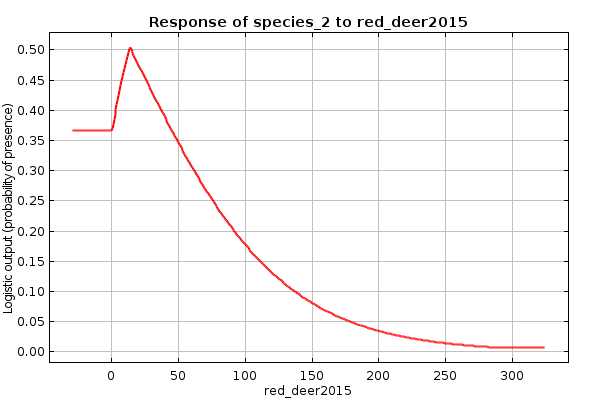 Response of species_2 to red_deer2015
Logistic output (probability of presence)
0.50
0.45
0.40
0.35
0.30
0.25
0.20
0.15
0.10
0.05
0.00
0 50 100 150 200 250 300
red_deer2015